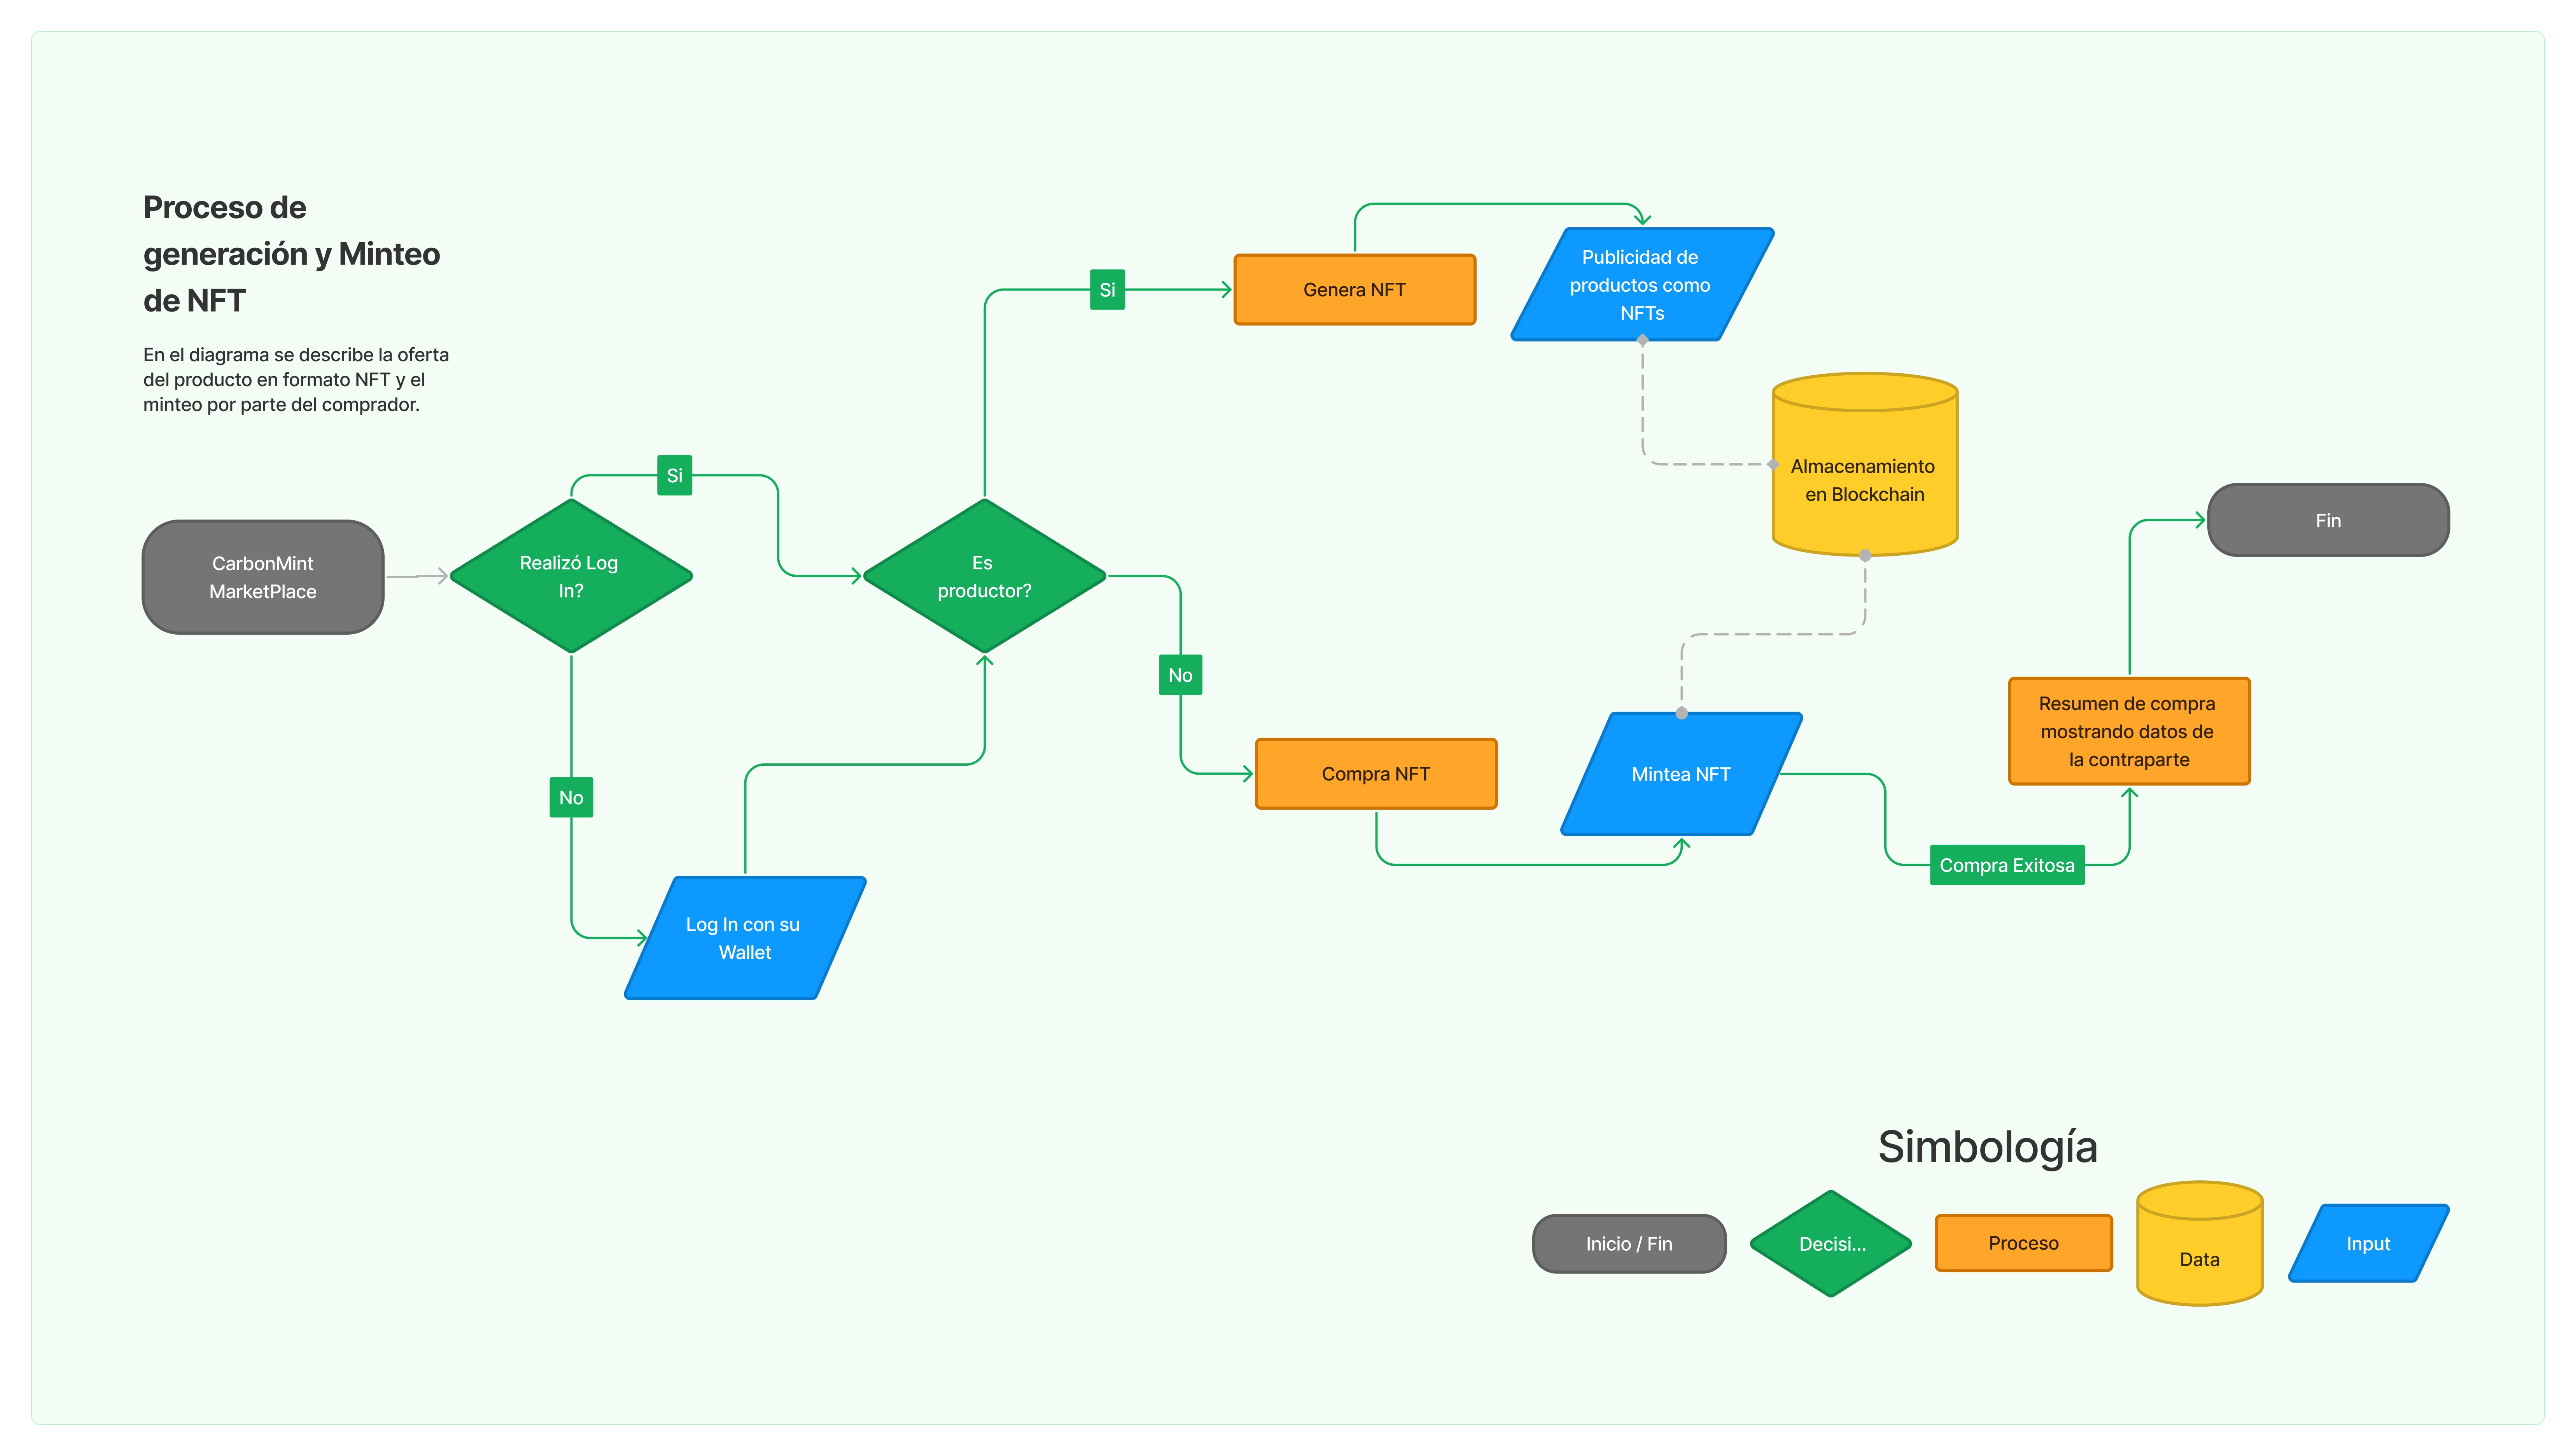 Proceso de
generación y Minteo
de NFT
En el diagrama se describe la oferta
del producto en formato NFT y el
minteo por parte del comprador.
CarbonMint
MarketPlace
Realizó Log
In?
Si
No
Log In con su
Wallet
Es
productor?
Si
Genera NFT
Publicidad de
productos como
NFTs
Almacenamiento
en Blockchain
No
Compra NFT
Mintea NFT
Compra Exitosa
Resumen de compra
mostrando datos de
la contraparte
Fin
Simbología
Inicio / Fin
Decisi...
Proceso
Data
Input